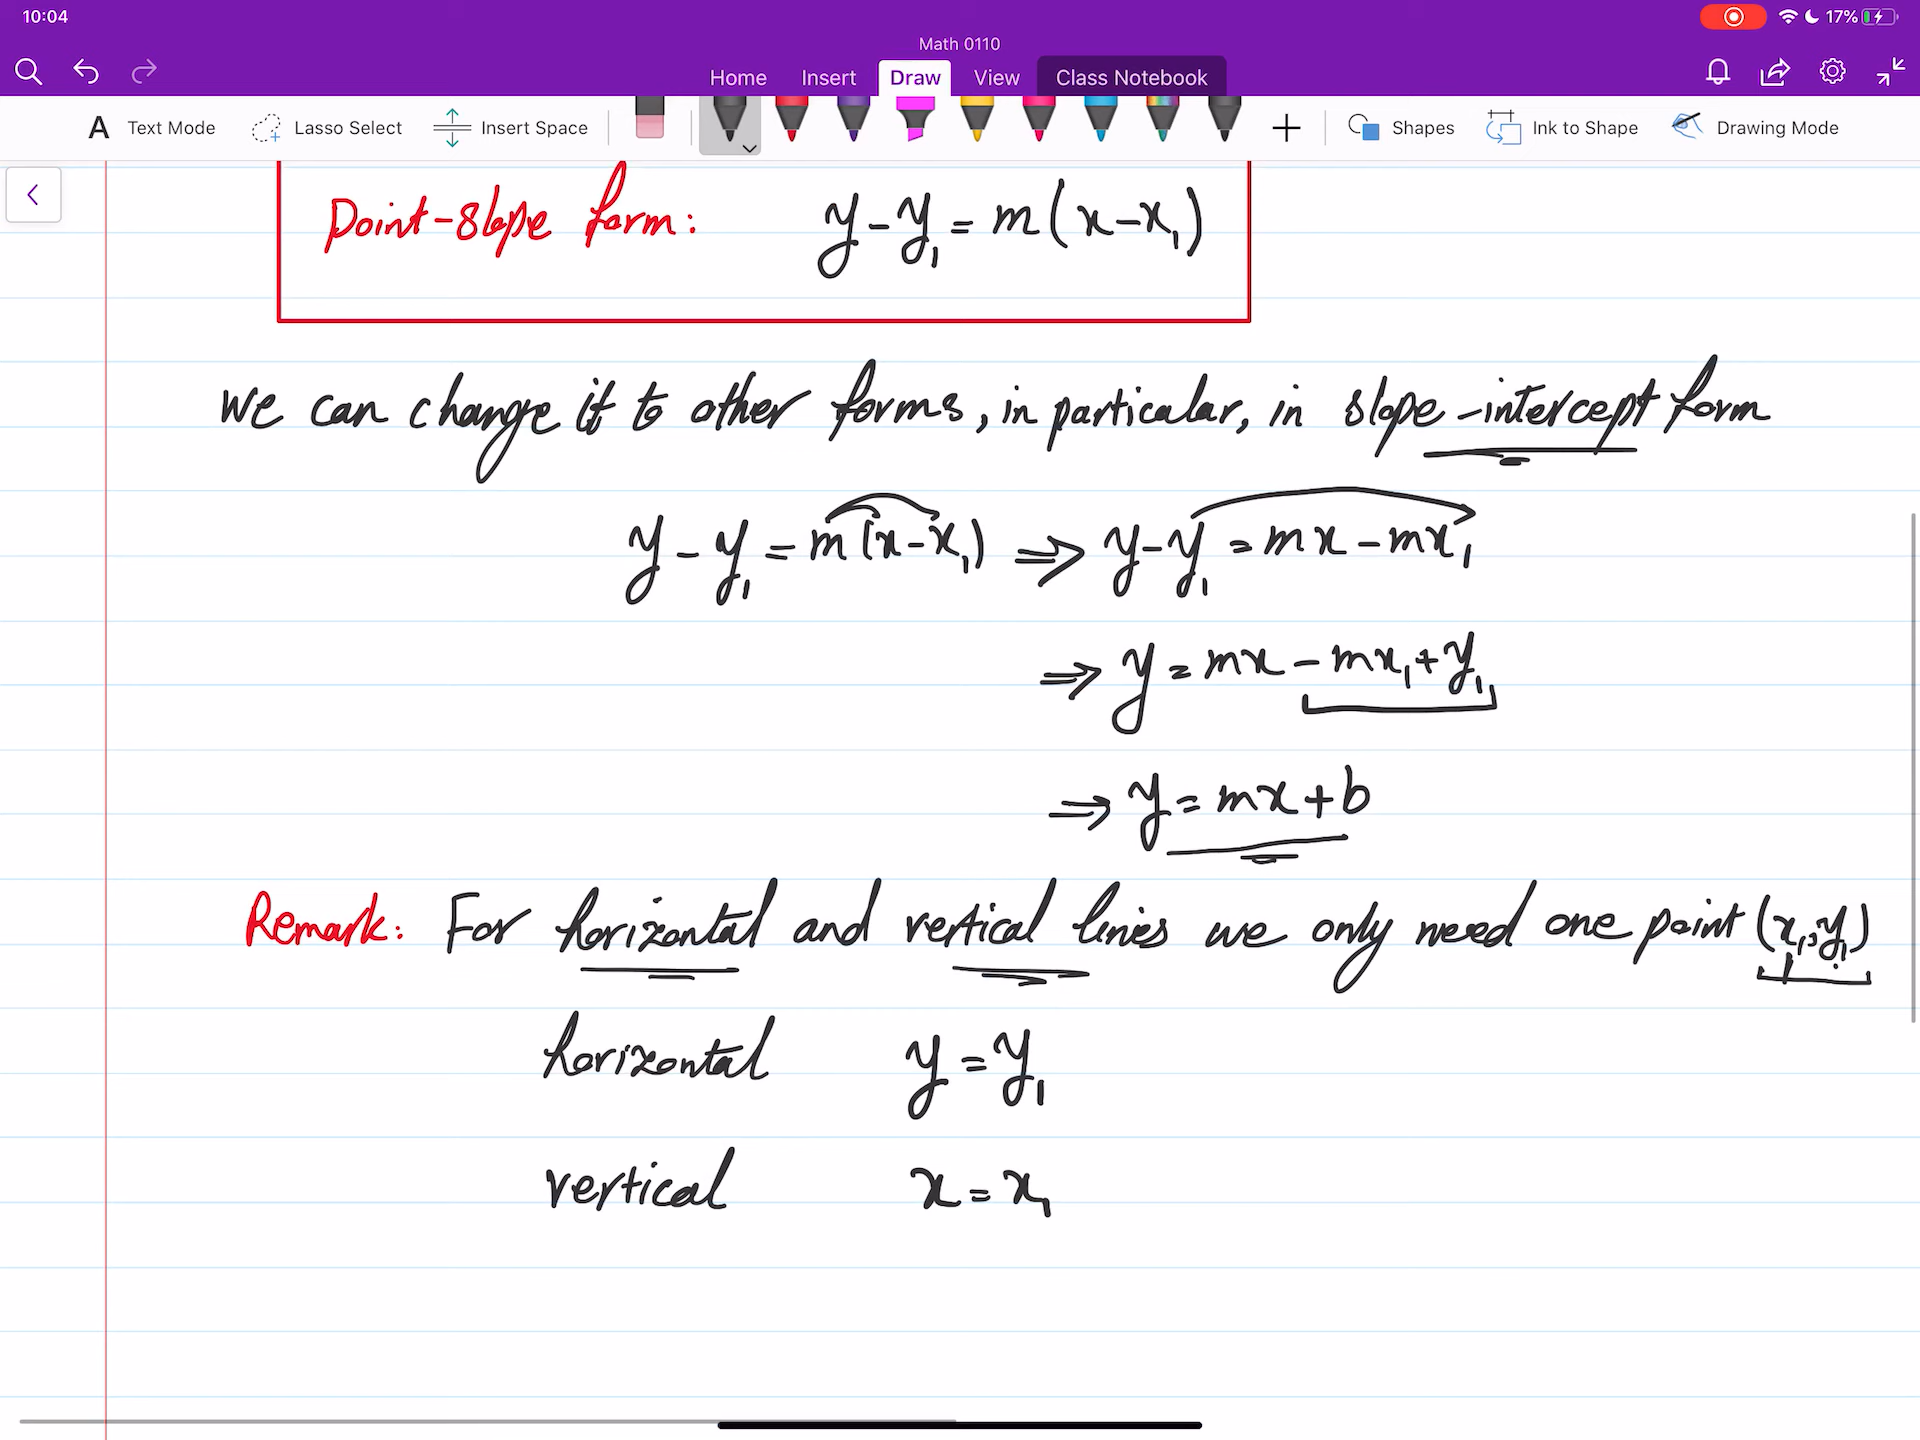 10:04
17%
Math 0110
Home Insert Draw View Class Notebook
Text Mode Lasso Select Insert Space Shapes Ink to Shape Drawing Mode
Point-slope form: y-y₁ = m(x-x₁)
We can change it to other forms, in particular, in slope-intercept form
y-y₁ = m(x-x₁) ⇒ y-y₁ = mx-mx₁
⇒ y = mx-mx₁+y₁
⇒ y = mx+b
Remark: For horizontal and vertical lines we only need one point (x₁,y₁)
horizontal y = y₁
vertical x = x₁